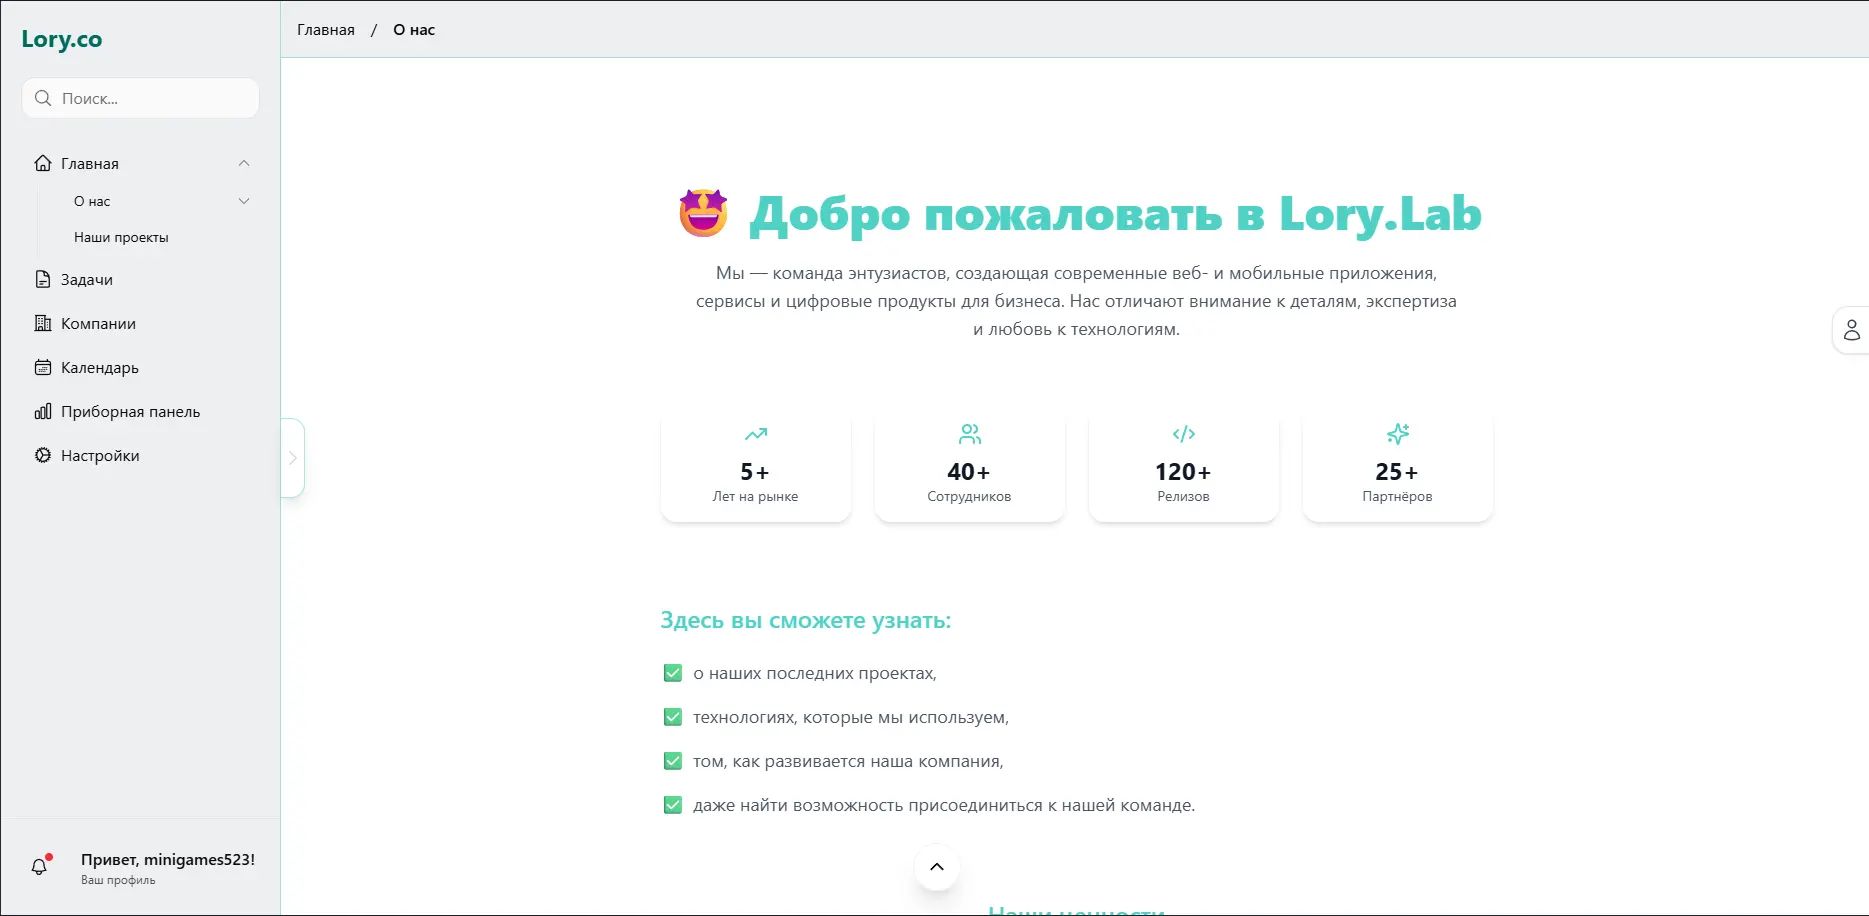 Lory.co
Поиск...
Главная
О нас
Наши проекты
Задачи
Компании
Календарь
Приборная панель
Настройки
Привет, minigames523!
Ваш профиль
Главная / О нас
Добро пожаловать в Lory.Lab
Мы — команда энтузиастов, создающая современные веб- и мобильные приложения,
сервисы и цифровые продукты для бизнеса. Нас отличают внимание к деталям, экспертиза
и любовь к технологиям.
5+
Лет на рынке
40+
Сотрудников
120+
Релизов
25+
Партнёров
Здесь вы сможете узнать:
о наших последних проектах,
технологиях, которые мы используем,
том, как развивается наша компания,
даже найти возможность присоединиться к нашей команде.
Наши ценности